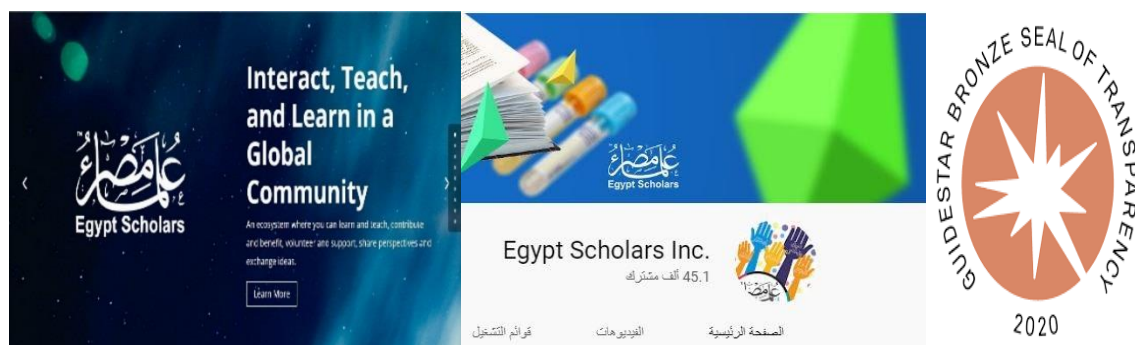 علماء مصر
TM
Egypt Scholars
Interact, Teach,
and Learn in a
Global
Community
An ecosystem where you can learn and teach, contribute
and benefit, volunteer and support, share perspectives and
exchange ideas.
Learn More
علماء مصر
Egypt Scholars
Egypt Scholars Inc.
45.1 ألف مشترك
علماء مصر
الصفحة الرئيسية
الفيديوهات
قوائم التشغيل
GUIDESTAR BRONZE SEAL OF TRANSPARENCY
2020